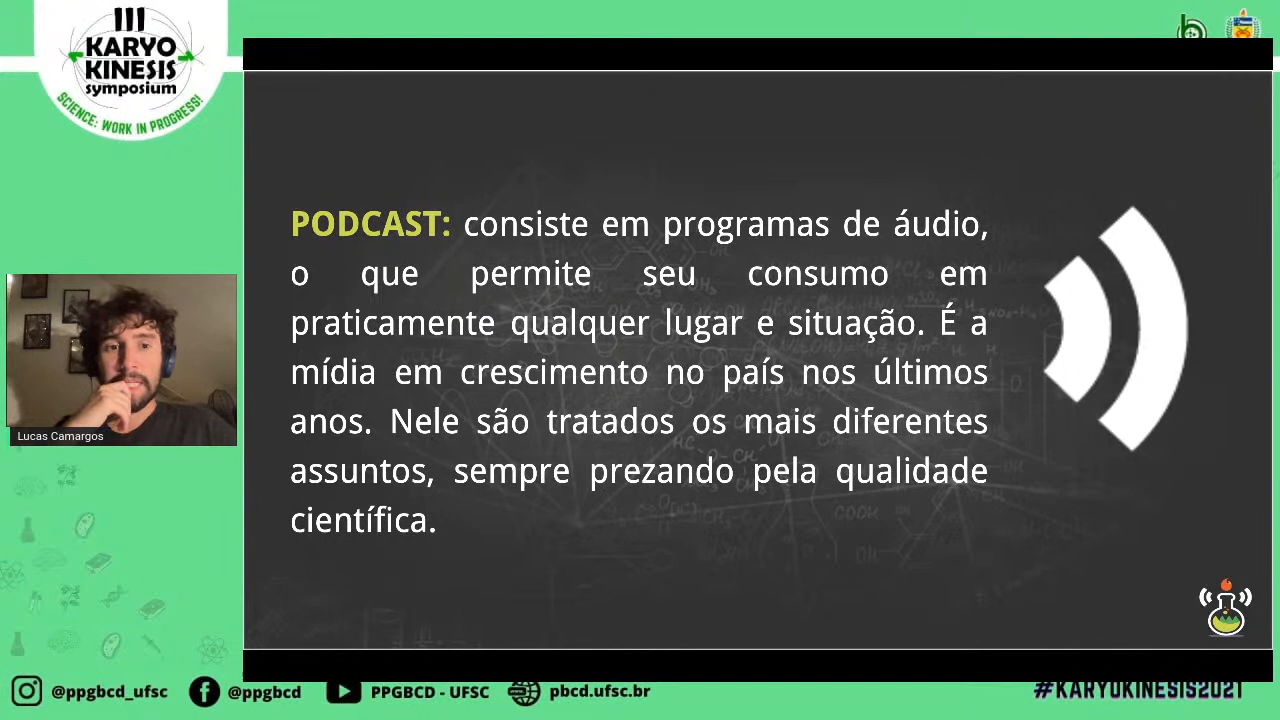 III
KARYO
KINESIS
symposium
SCIENCE: WORK IN PROGRESS!
PODCAST: consiste em programas de áudio,
o que permite seu consumo em
praticamente qualquer lugar e situação. É a
mídia em crescimento no país nos últimos
anos. Nele são tratados os mais diferentes
assuntos, sempre prezando pela qualidade
científica.
Lucas Camargos
@ppgbcd_ufsc
@ppgbcd
PPGBCD - UFSC
pbcd.ufsc.br
#KARYOKINESIS2021